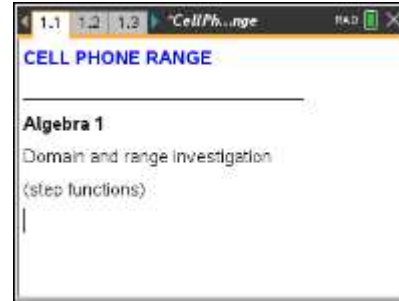 1.1 1.2 1.3 *CellPh...nge RAD
CELL PHONE RANGE
Algebra 1
Domain and range investigation
(step functions)